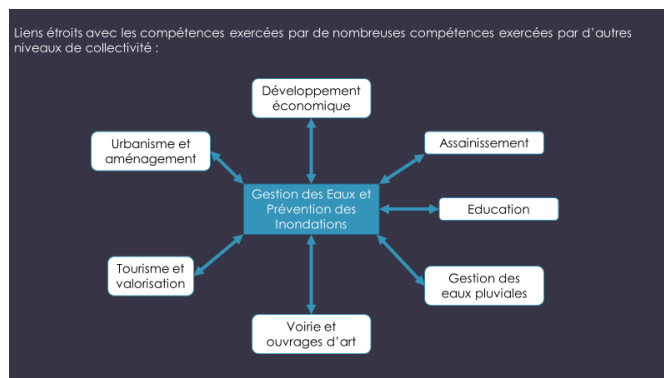 Liens étroits avec les compétences exercées par de nombreuses compétences exercées par d'autres
niveaux de collectivité :
Développement
économique
Urbanisme et
aménagement
Assainissement
Gestion des Eaux et
Prévention des
Inondations
Education
Tourisme et
valorisation
Gestion des
eaux pluviales
Voirie et
ouvrages d'art